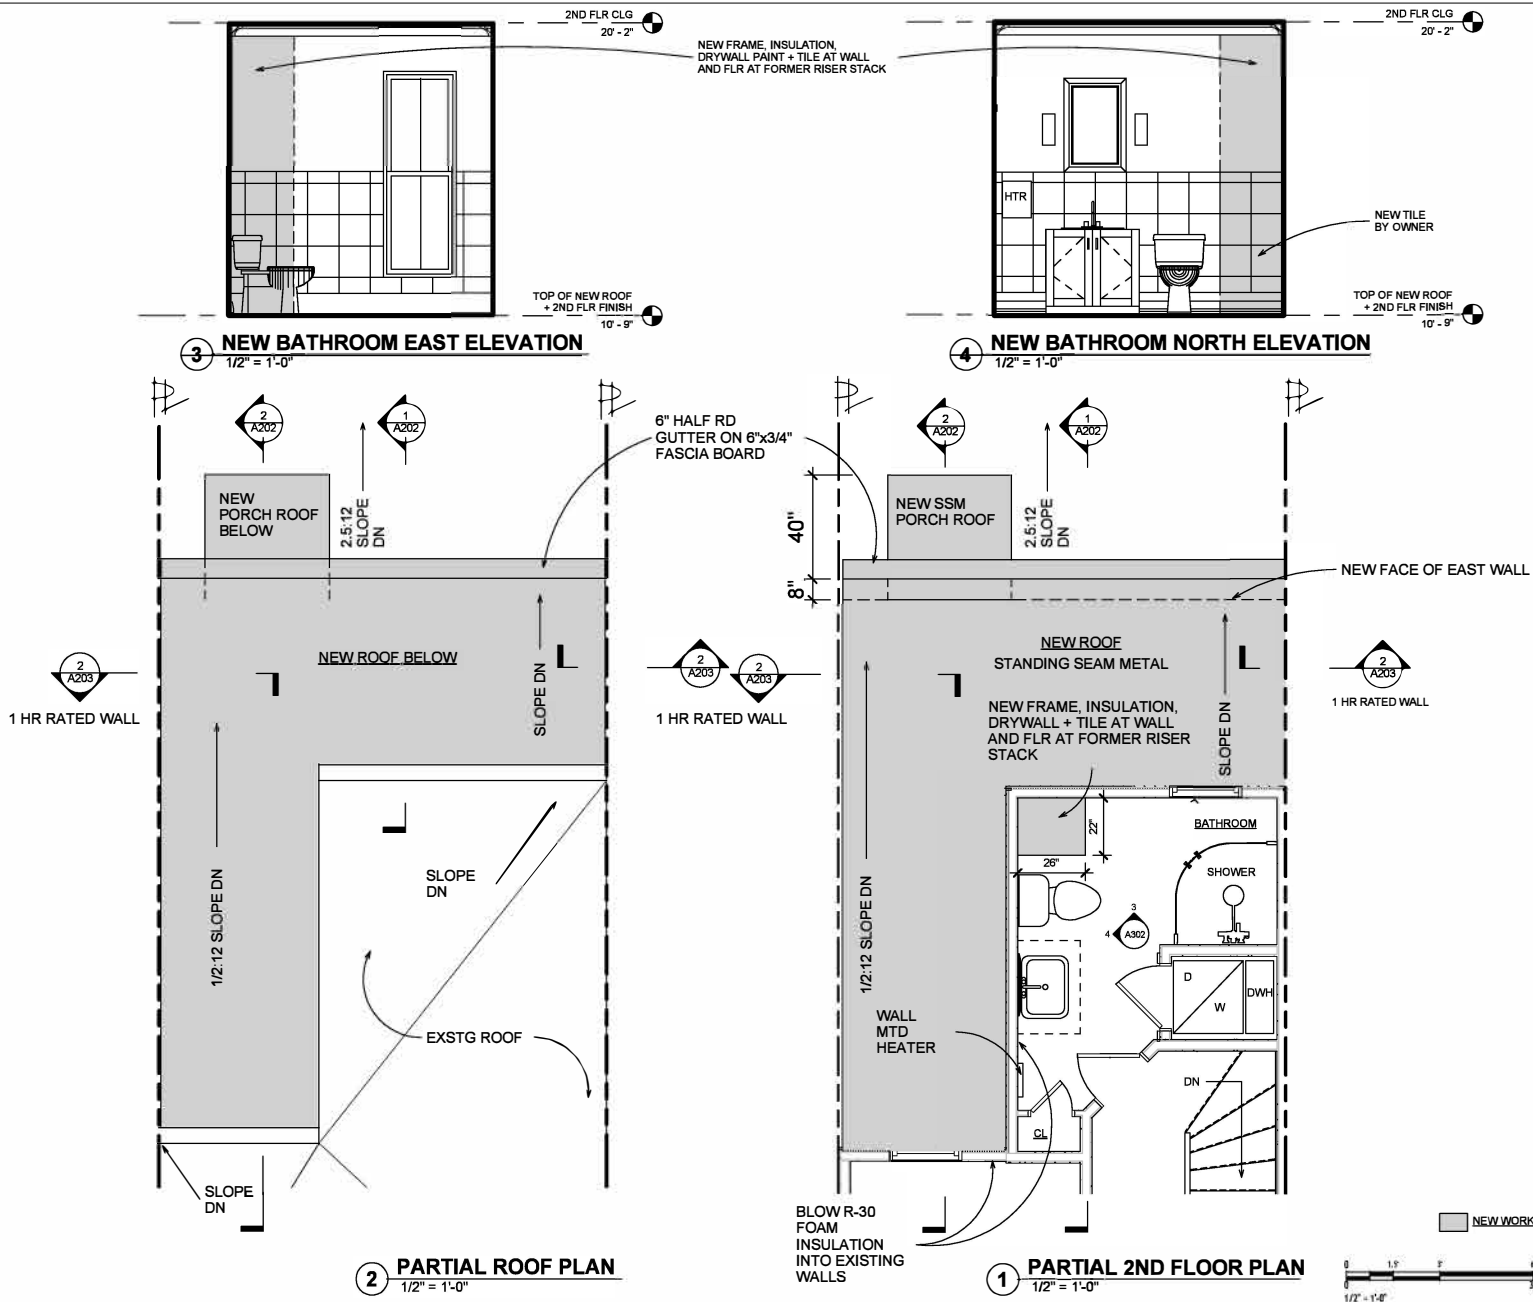 2ND FLR CLG
20' - 2"
NEW FRAME, INSULATION,
DRYWALL PAINT + TILE AT WALL
AND FLR AT FORMER RISER STACK
2ND FLR CLG
20' - 2"
HTR
NEW TILE
BY OWNER
TOP OF NEW ROOF
+ 2ND FLR FINISH
10' - 9"
TOP OF NEW ROOF
+ 2ND FLR FINISH
10' - 9"
3 NEW BATHROOM EAST ELEVATION
1/2" = 1'-0"
4 NEW BATHROOM NORTH ELEVATION
1/2" = 1'-0"
2
A202
1
A202
6" HALF RD
GUTTER ON 6"x3/4"
FASCIA BOARD
2
A202
1
A202
NEW
PORCH ROOF
BELOW
2.5:12
SLOPE
DN
40"
8"
NEW SSM
PORCH ROOF
2.5:12
SLOPE
DN
NEW FACE OF EAST WALL
NEW ROOF BELOW
SLOPE DN
2
A203
1 HR RATED WALL
2
A203
2
A203
1 HR RATED WALL
NEW ROOF
STANDING SEAM METAL
2
A203
1 HR RATED WALL
NEW FRAME, INSULATION,
DRYWALL + TILE AT WALL
AND FLR AT FORMER RISER
STACK
SLOPE DN
1/2:12 SLOPE DN
SLOPE
DN
EXSTG ROOF
SLOPE
DN
1/2:12 SLOPE DN
22"
26"
BATHROOM
SHOWER
3
4
A302
D
W
DWH
WALL
MTD
HEATER
DN
CL
BLOW R-30
FOAM
INSULATION
INTO EXISTING
WALLS
2 PARTIAL ROOF PLAN
1/2" = 1'-0"
1 PARTIAL 2ND FLOOR PLAN
1/2" = 1'-0"
NEW WORK
0 1.5' 3'
1/2" = 1'-0"